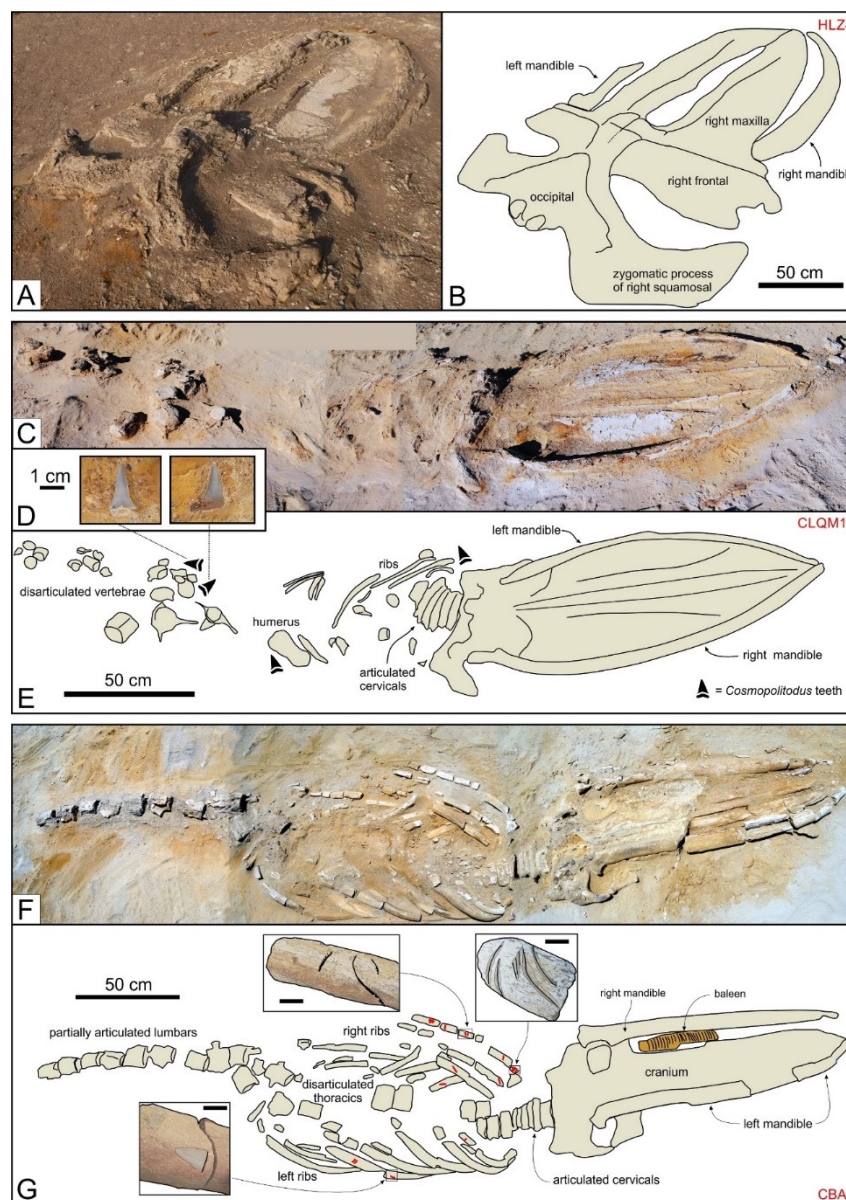 HLZ4
left mandible
right maxilla
right mandible
right frontal
occipital
zygomatic process
of right squamosal
50 cm
A
B
C
1 cm
D
CLQM1
left mandible
ribs
disarticulated vertebrae
humerus
articulated
cervicals
right mandible
50 cm
= Cosmopolitodus teeth
E
F
50 cm
right mandible
baleen
partially articulated lumbars
right ribs
cranium
disarticulated
thoracics
left mandible
left ribs
articulated cervicals
G
CBA